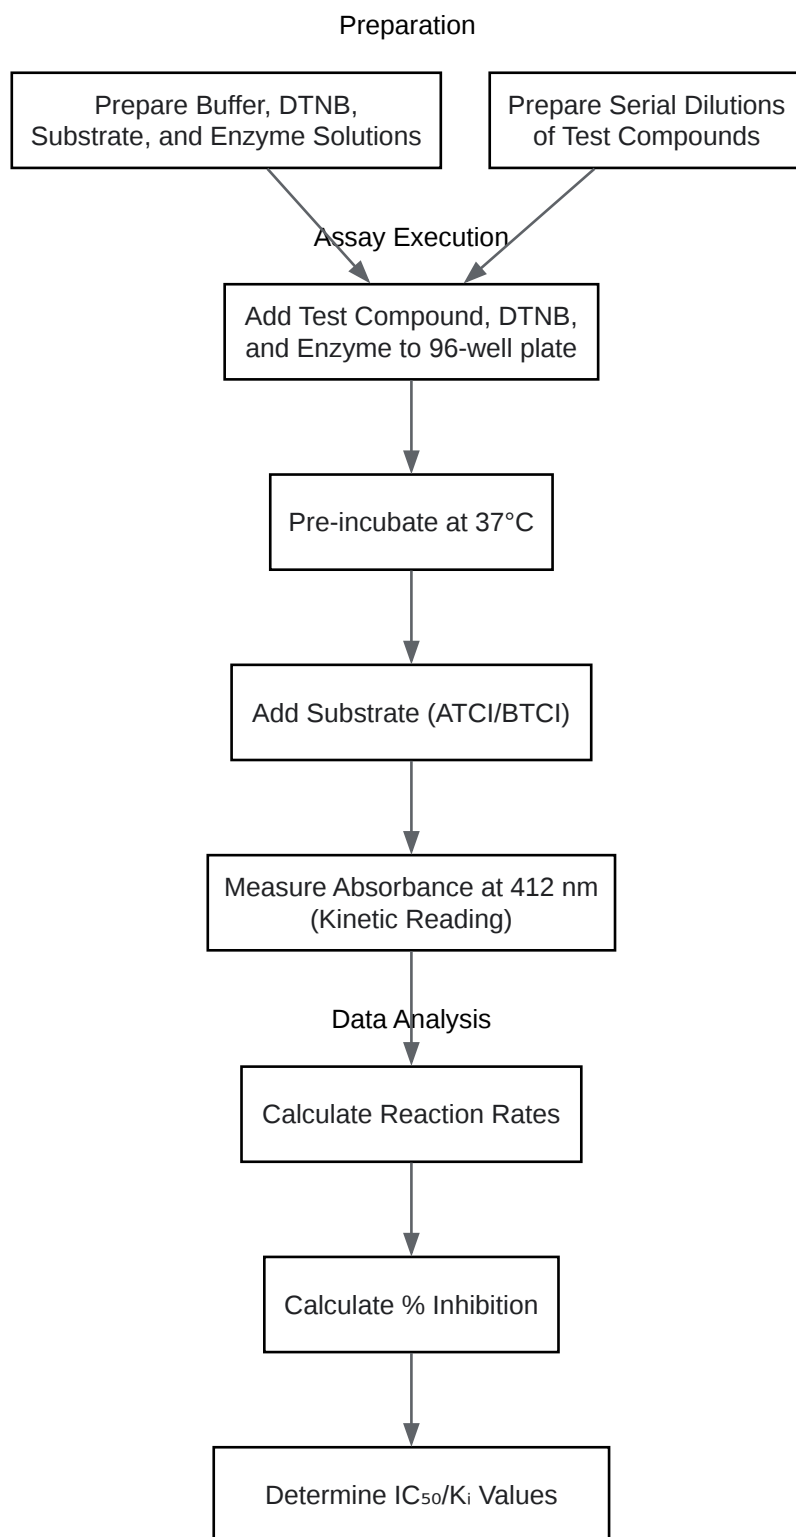 Preparation
Prepare Buffer, DTNB,
Substrate, and Enzyme Solutions
Prepare Serial Dilutions
of Test Compounds
Assay Execution
Add Test Compound, DTNB,
and Enzyme to 96-well plate
Pre-incubate at 37°C
Add Substrate (ATCI/BTCI)
Measure Absorbance at 412 nm
(Kinetic Reading)
Data Analysis
Calculate Reaction Rates
Calculate % Inhibition
Determine IC₅₀/Kᵢ Values